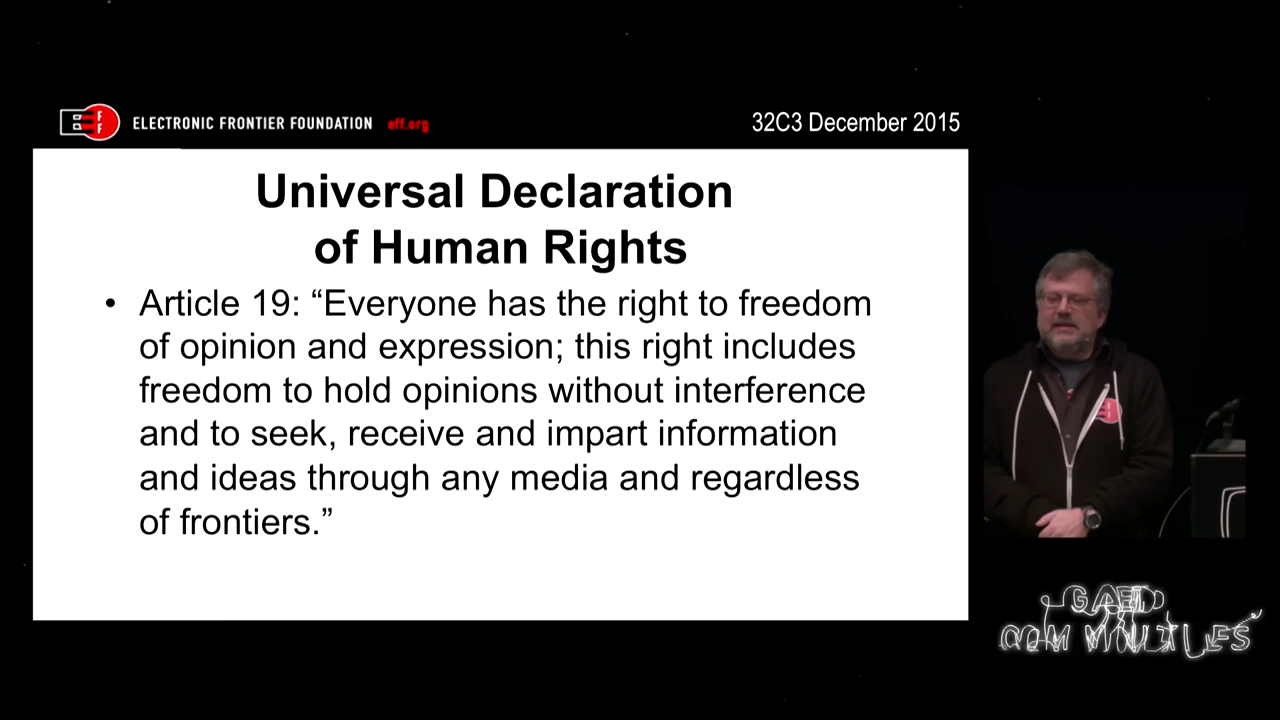 ELECTRONIC FRONTIER FOUNDATION eff.org
32C3 December 2015
Universal Declaration
of Human Rights
• Article 19: “Everyone has the right to freedom
of opinion and expression; this right includes
freedom to hold opinions without interference
and to seek, receive and impart information
and ideas through any media and regardless
of frontiers.”